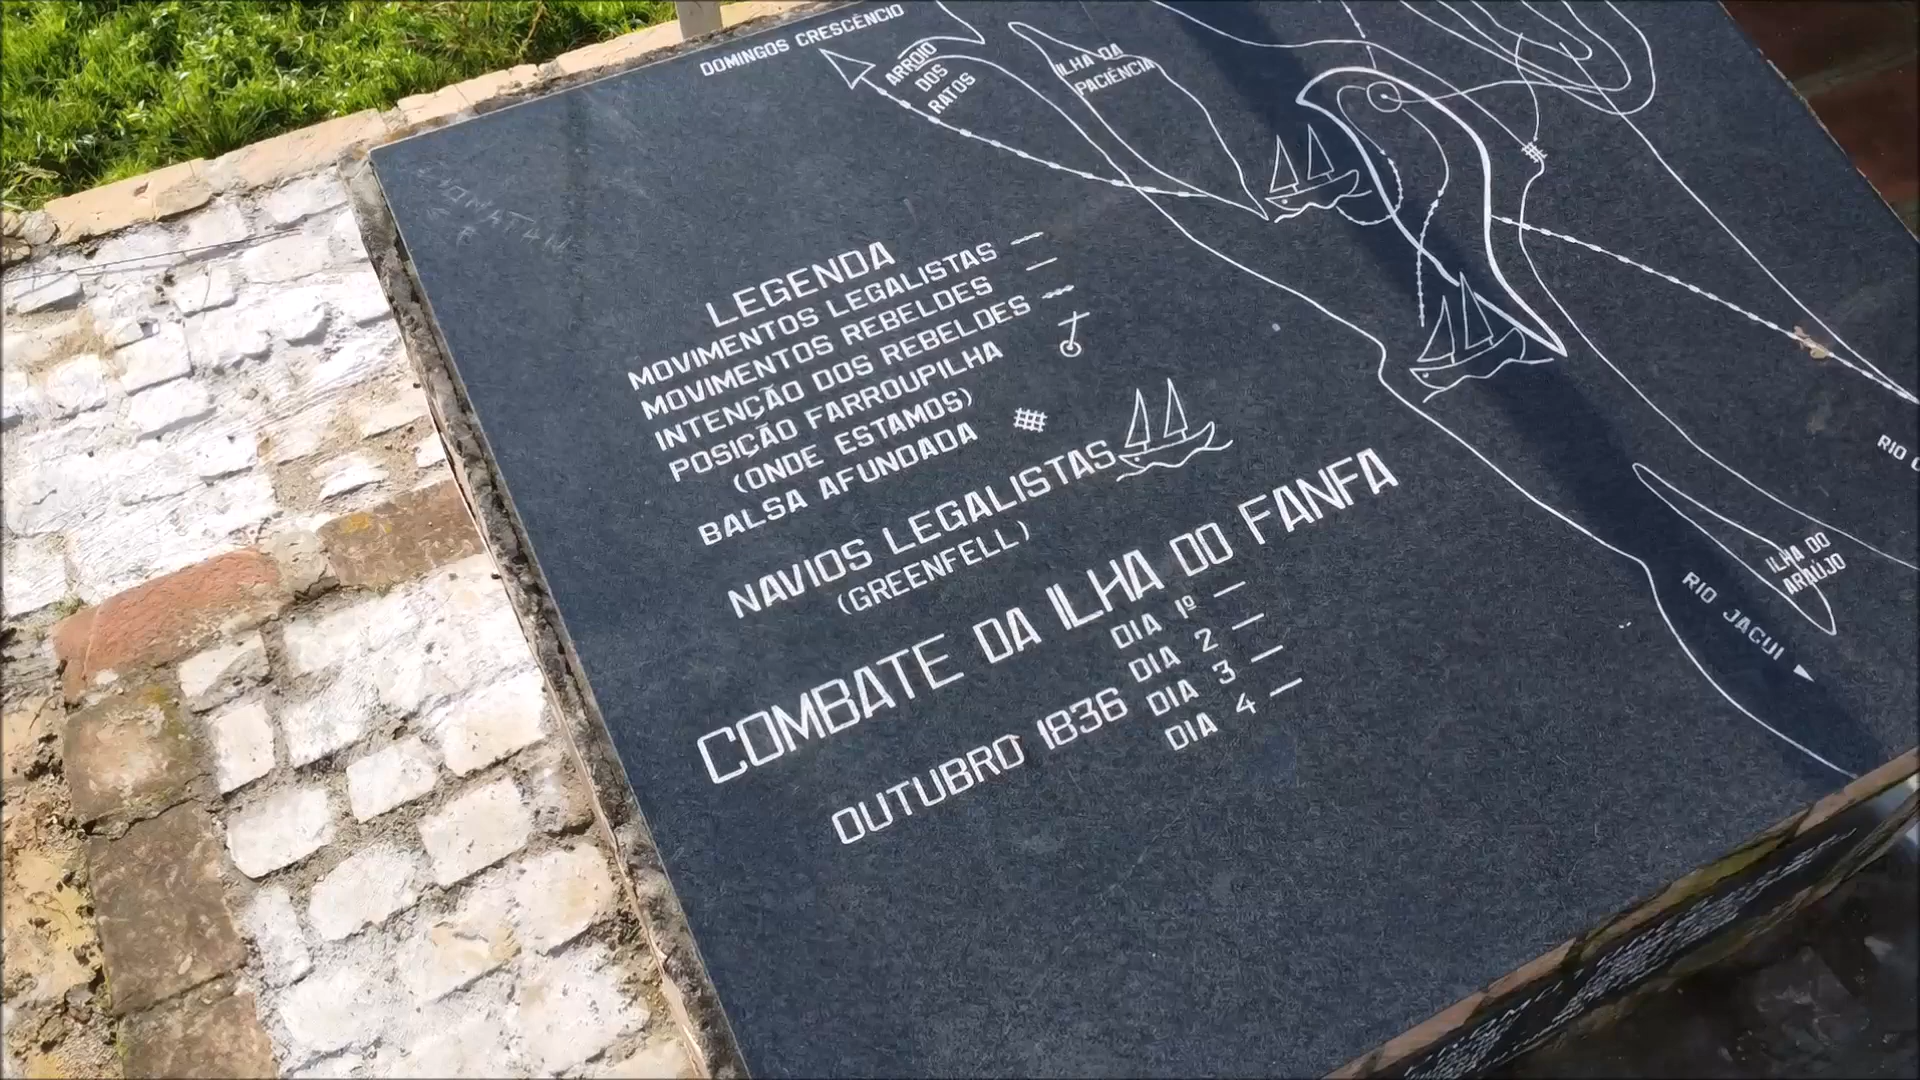 DOMINGOS CRESCÊNCIO
ARROIO
DOS
RATOS
ILHA DA
PACIÊNCIA
LEGENDA
MOVIMENTOS LEGALISTAS
MOVIMENTOS REBELDES
INTENÇÃO DOS REBELDES
POSIÇÃO FARROUPILHA
(ONDE ESTAMOS)
BALSA AFUNDADA
NAVIOS LEGALISTAS
(GREENFELL)
COMBATE DA ILHA DO FANFA
OUTUBRO 1836
DIA 1º
DIA 2
DIA 3
DIA 4
RIO
ILHA DO
ARAÚJO
RIO JACUI